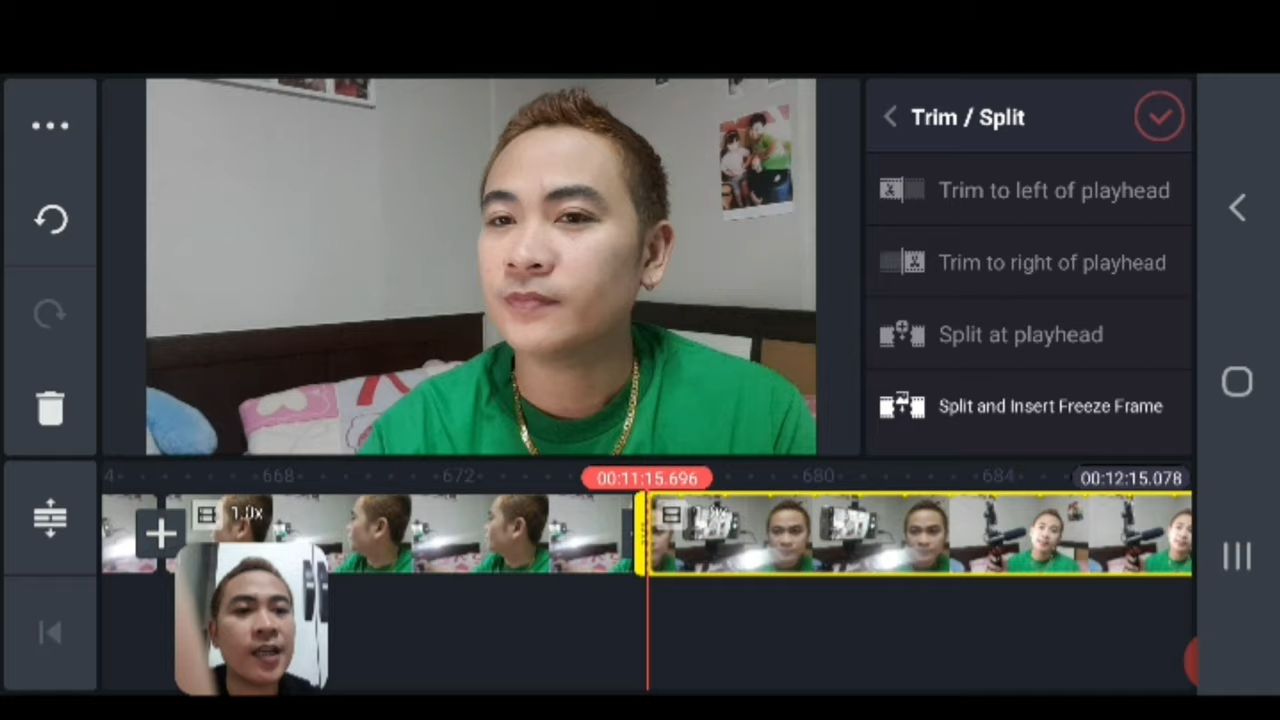 Trim / Split
Trim to left of playhead
Trim to right of playhead
Split at playhead
Split and Insert Freeze Frame
4
668
672
00:11:15.696
680
684
00:12:15.078
1.0x